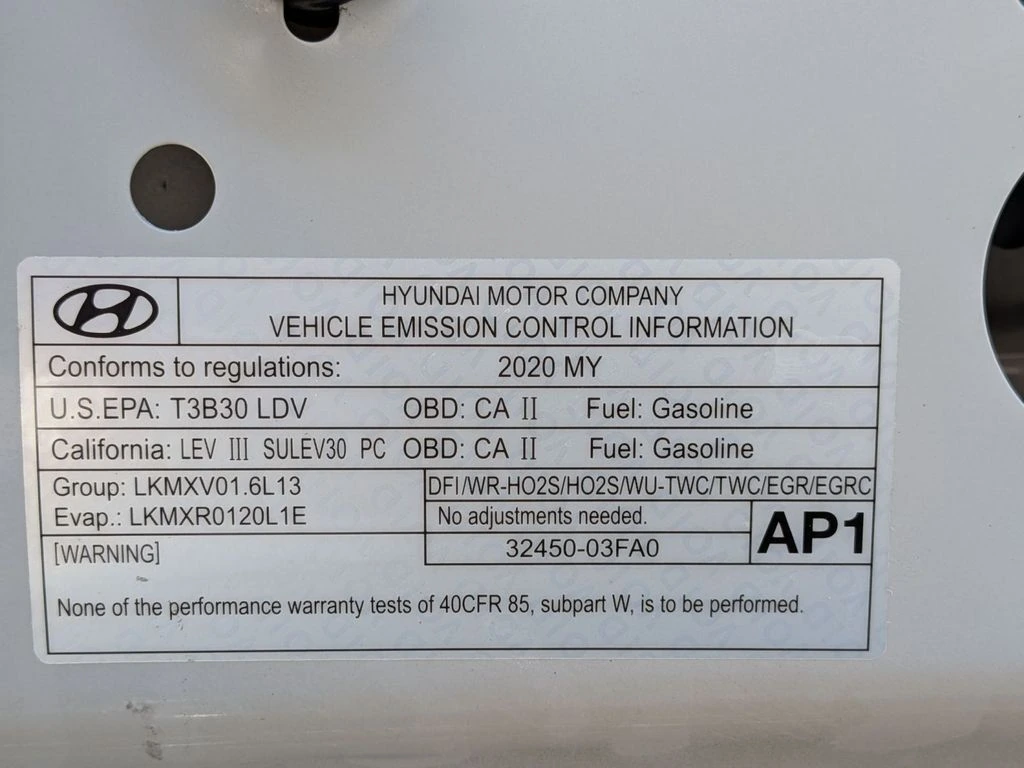 HYUNDAI MOTOR COMPANY
VEHICLE EMISSION CONTROL INFORMATION
Conforms to regulations: 2020 MY
U.S.EPA: T3B30 LDV OBD: CA II Fuel: Gasoline
California: LEV III SULEV30 PC OBD: CA II Fuel: Gasoline
Group: LKMXV01.6L13
Evap.: LKMXR0120L1E
DFI/WR-HO2S/HO2S/WU-TWC/TWC/EGR/EGRC
No adjustments needed.
32450-03FA0
AP1
[WARNING]
None of the performance warranty tests of 40CFR 85, subpart W, is to be performed.